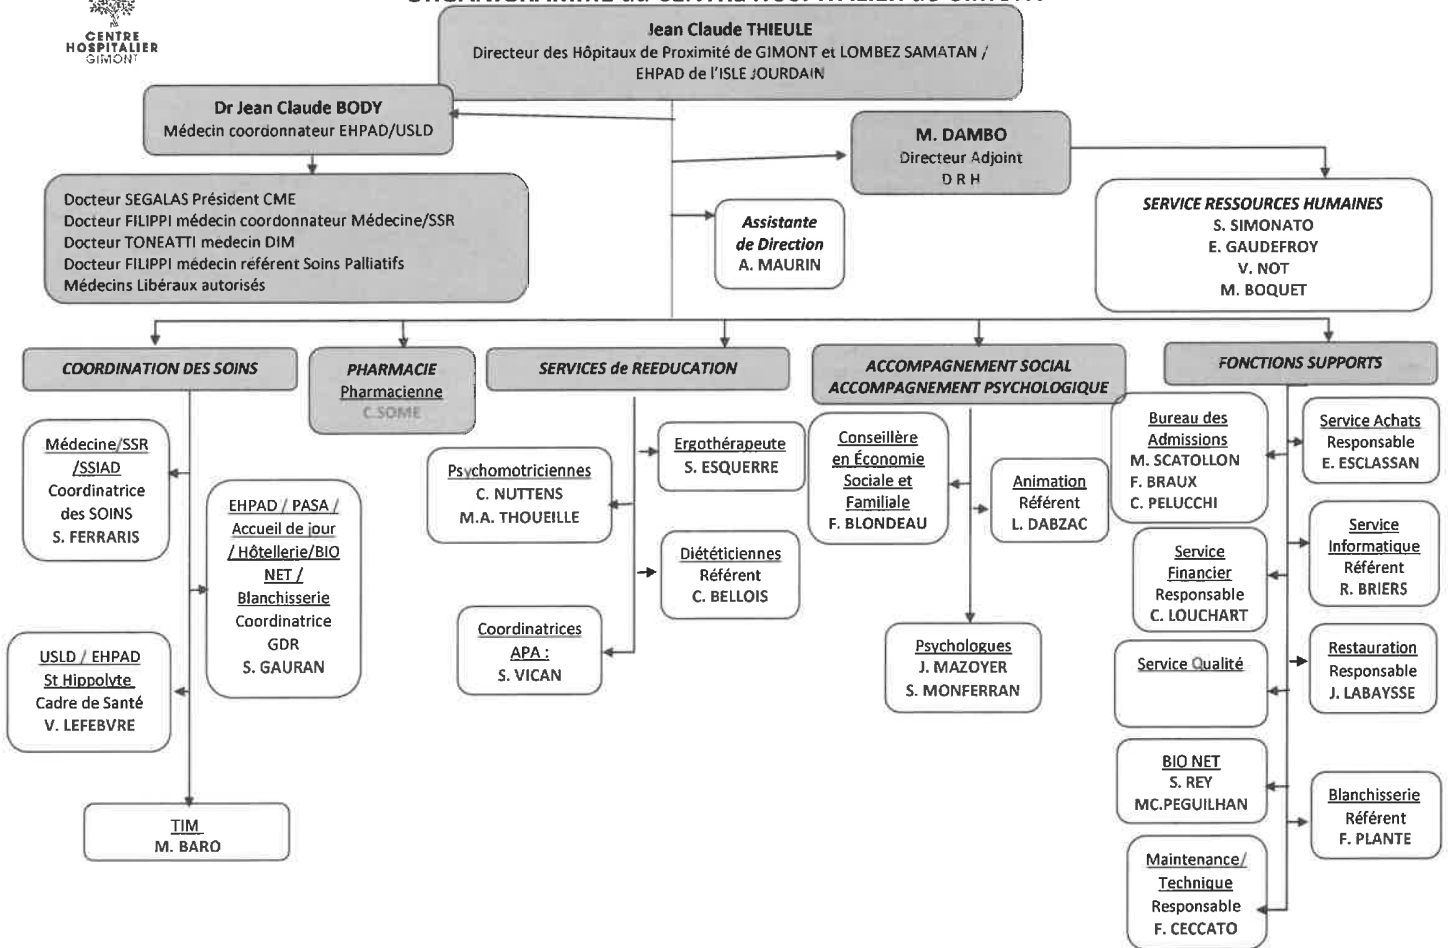 CENTRE
HOSPITALIER
GIMONT
Jean Claude THIEULE
Directeur des Hôpitaux de Proximité de GIMONT et LOMBEZ SAMATAN /
EHPAD de l'ISLE JOURDAIN
Dr Jean Claude BODY
Médecin coordonnateur EHPAD/USLD
M. DAMBO
Directeur Adjoint
D R H
Docteur SEGALAS Président CME
Docteur FILIPPI médecin coordonnateur Médecine/SSR
Docteur TONEATTI médecin DIM
Docteur FILIPPI médecin référent Soins Palliatifs
Médecins Libéraux autorisés
Assistante
de Direction
A. MAURIN
SERVICE RESSOURCES HUMAINES
S. SIMONATO
E. GAUDEFROY
V. NOT
M. BOQUET
COORDINATION DES SOINS
PHARMACIE
Pharmacienne
C.SOME
SERVICES de REEDUCATION
ACCOMPAGNEMENT SOCIAL
ACCOMPAGNEMENT PSYCHOLOGIQUE
FONCTIONS SUPPORTS
Médecine/SSR
/SSIAD
Coordinatrice
des SOINS
S. FERRARIS
EHPAD / PASA /
Accueil de jour
/ Hôtellerie/BIO
NET /
Blanchisserie
Coordinatrice
GDR
S. GAURAN
USLD / EHPAD
St Hippolyte
Cadre de Santé
V. LEFEBVRE
TIM
M. BARO
Psychomotriciennes
C. NUTTENS
M.A. THOUEILLE
Ergothérapeute
S. ESQUERRE
Diététiciennes
Référent
C. BELLOIS
Coordinatrices
APA :
S. VICAN
Conseillère
en Économie
Sociale et
Familiale
F. BLONDEAU
Animation
Référent
L. DABZAC
Psychologues
J. MAZOYER
S. MONFERRAN
Bureau des
Admissions
M. SCATOLLON
F. BRAUX
C. PELUCCHI
Service Achats
Responsable
E. ESCLASSAN
Service
Informatique
Référent
R. BRIERS
Service
Financier
Responsable
C. LOUCHART
Restauration
Responsable
J. LABAYSSE
Service Qualité
BIO NET
S. REY
MC.PEGUILHAN
Blanchisserie
Référent
F. PLANTE
Maintenance/
Technique
Responsable
F. CECCATO